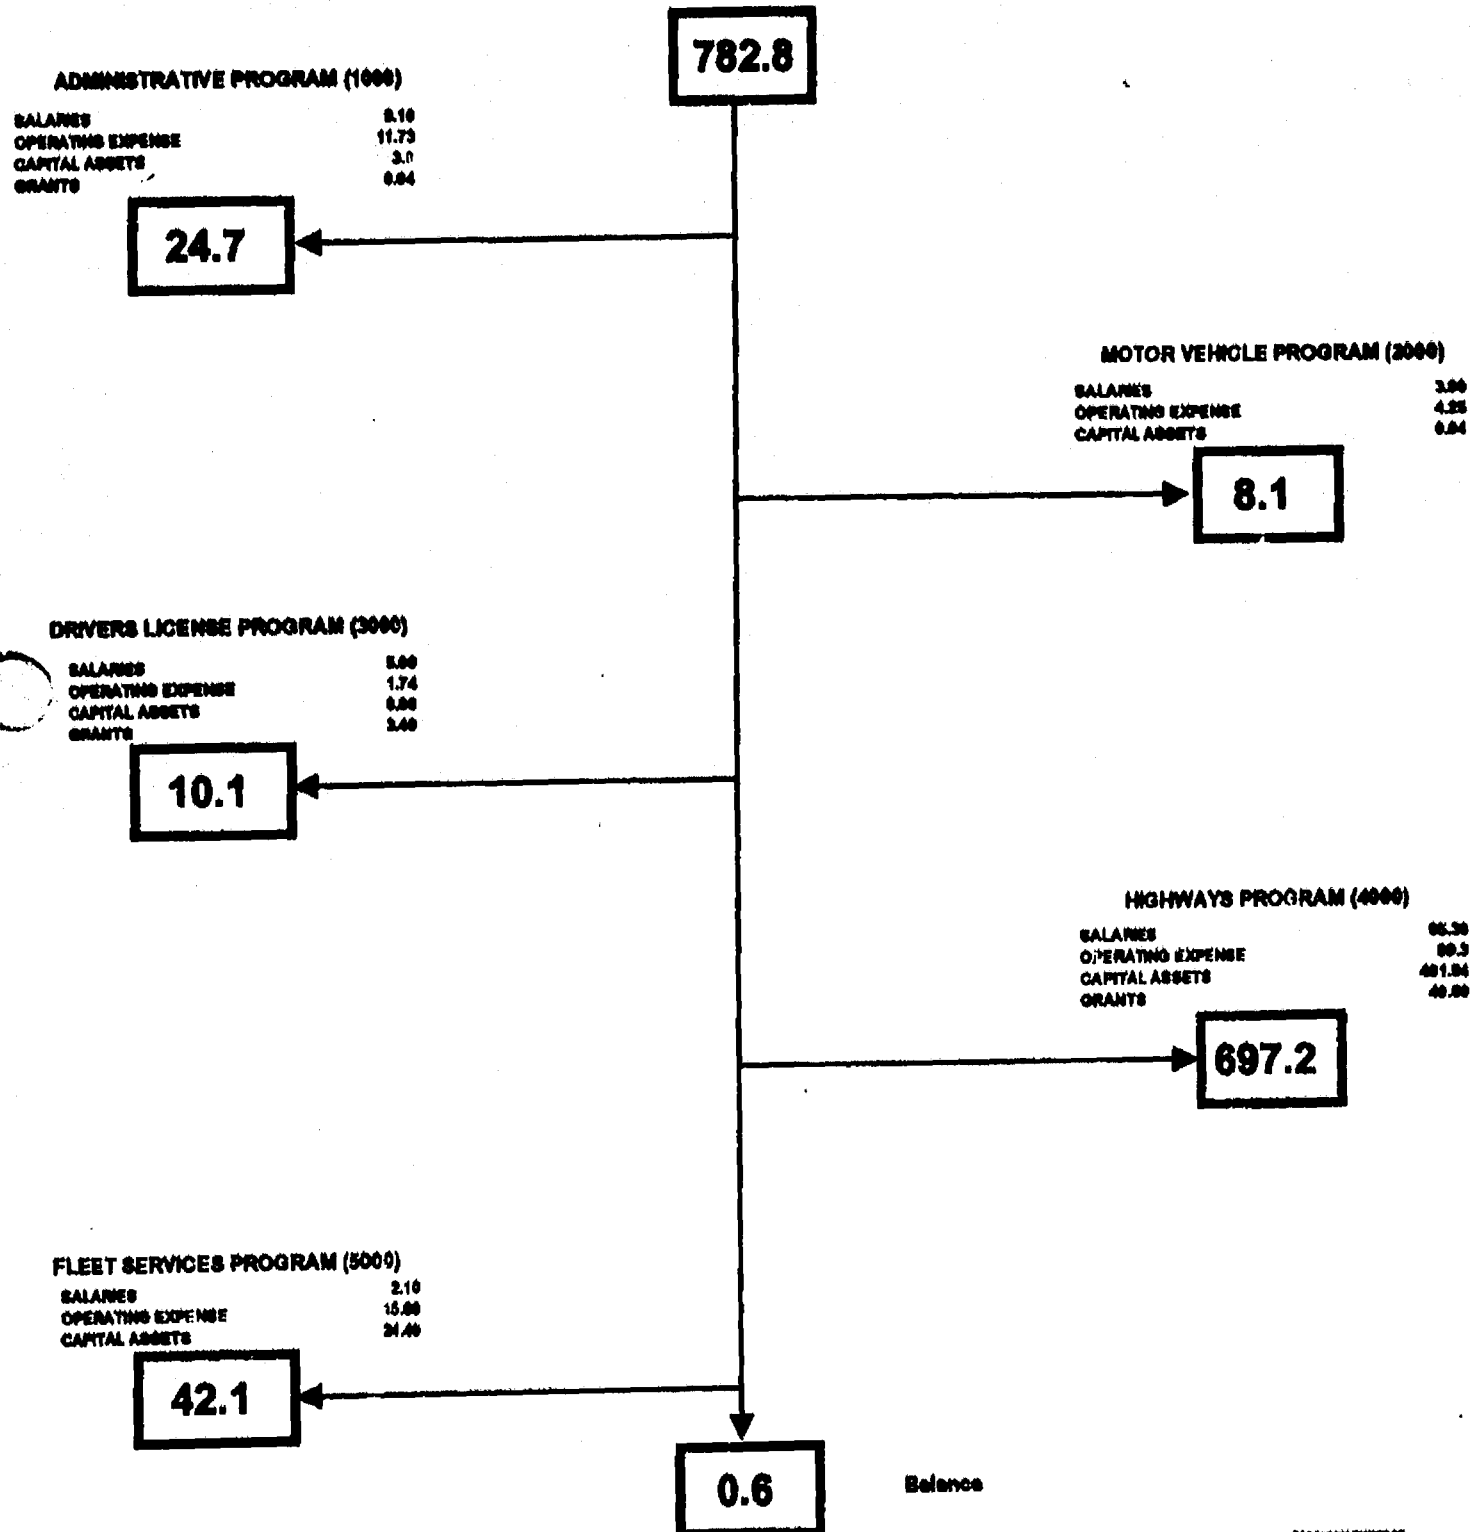 782.8
ADMINISTRATIVE PROGRAM (1000)
SALARIES
OPERATING EXPENSE 11.73
CAPITAL ASSETS
GRANTS
24.7
MOTOR VEHICLE PROGRAM (2000)
SALARIES
OPERATING EXPENSE 4.25
CAPITAL ASSETS
8.1
DRIVERS LICENSE PROGRAM (3000)
SALARIES
OPERATING EXPENSE 1.74
CAPITAL ASSETS
GRANTS
10.1
HIGHWAYS PROGRAM (4000)
SALARIES
OPERATING EXPENSE
CAPITAL ASSETS
GRANTS
697.2
FLEET SERVICES PROGRAM (5000)
SALARIES 2.10
OPERATING EXPENSE
CAPITAL ASSETS
42.1
0.6 Balance